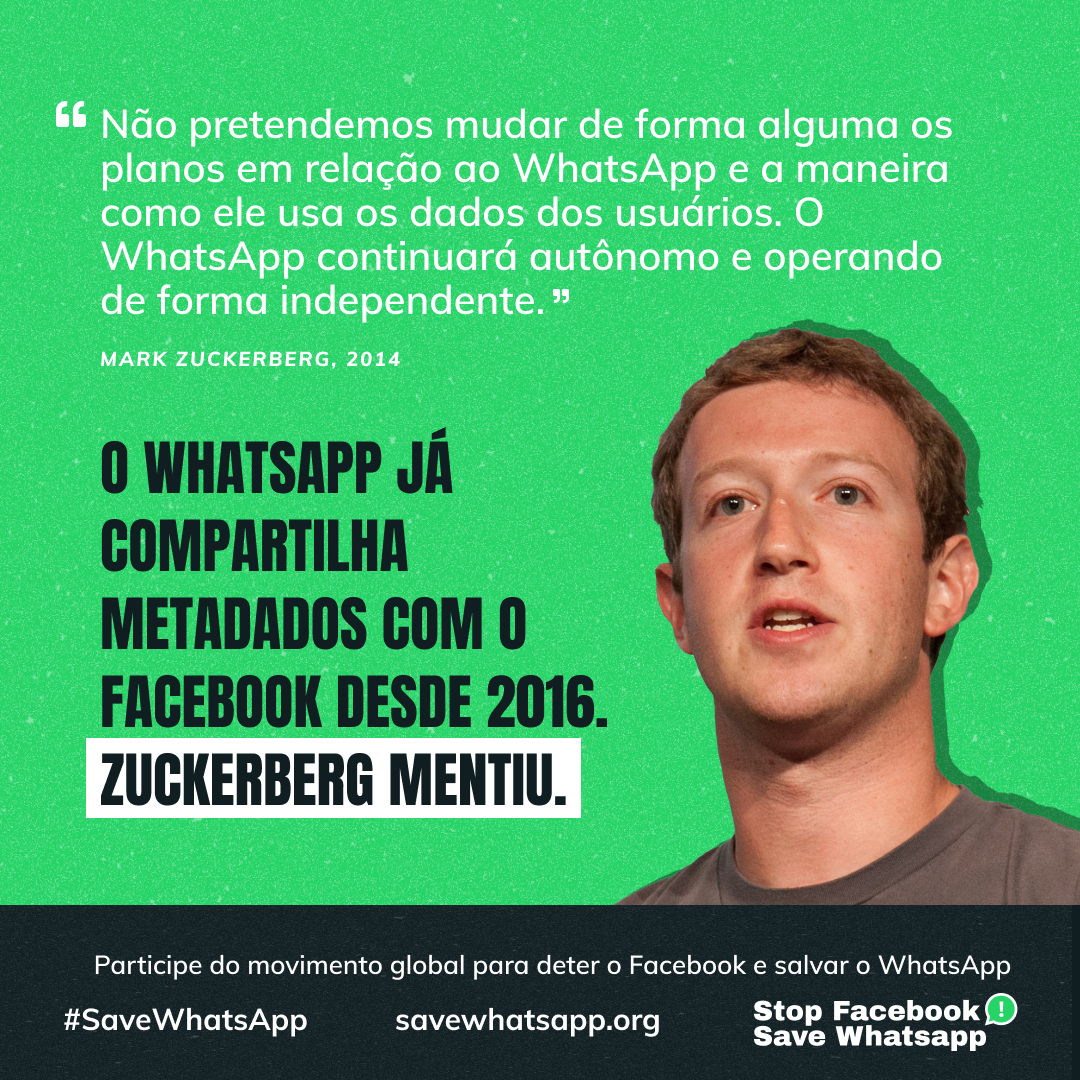 “ Não pretendemos mudar de forma alguma os
planos em relação ao WhatsApp e a maneira
como ele usa os dados dos usuários. O
WhatsApp continuará autônomo e operando
de forma independente. ”
MARK ZUCKERBERG, 2014
O WHATSAPP JÁ
COMPARTILHA
METADADOS COM O
FACEBOOK DESDE 2016.
ZUCKERBERG MENTIU.
Participe do movimento global para deter o Facebook e salvar o WhatsApp
#SaveWhatsApp
savewhatsapp.org
Stop Facebook !
Save Whatsapp